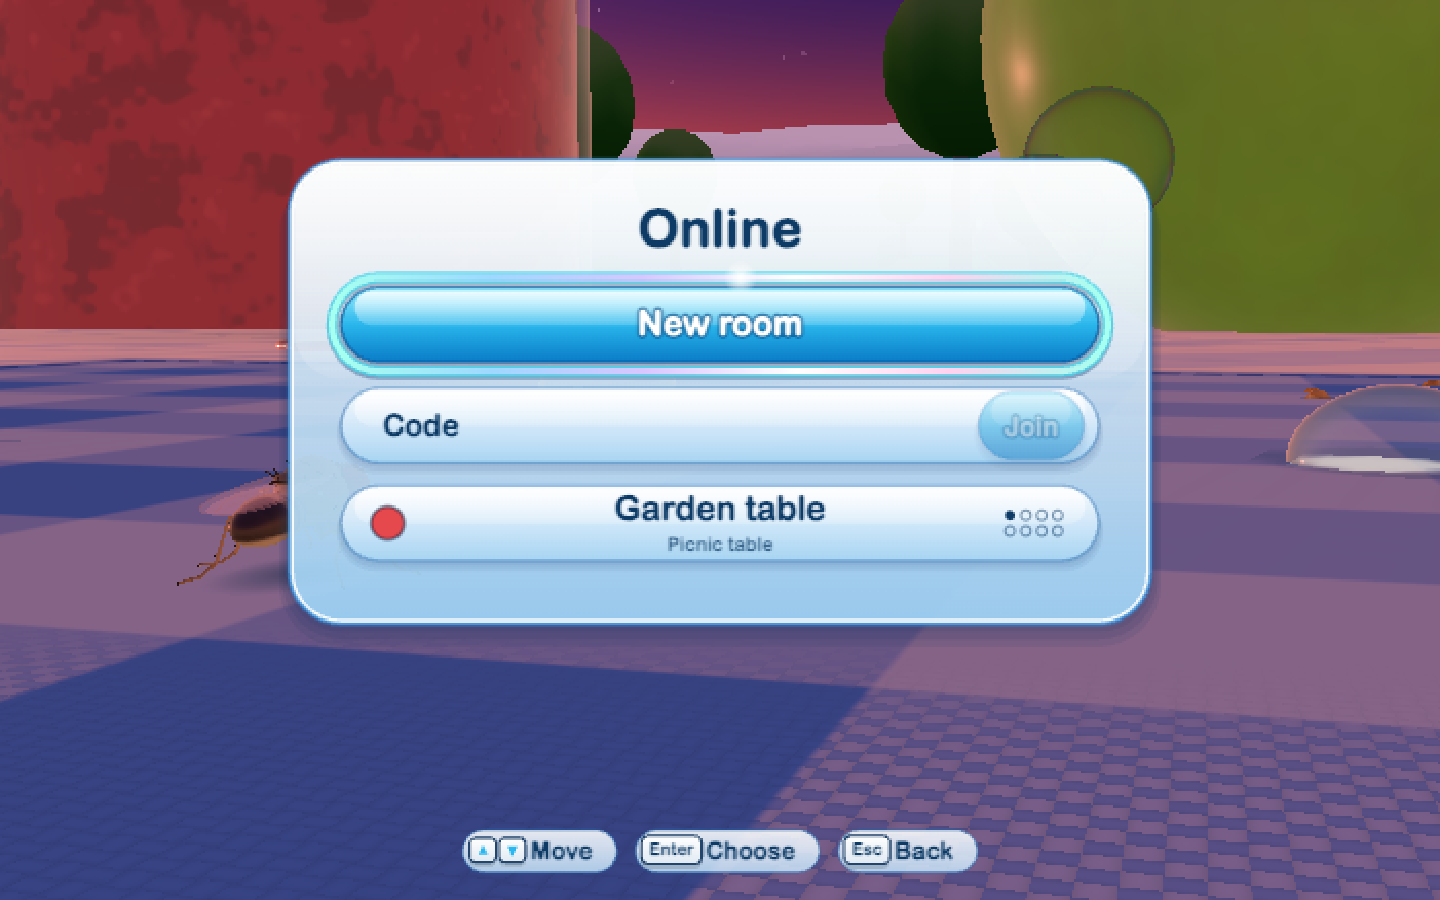 Online
New room
Code
Join
Garden table
Picnic table
Move
Enter Choose
Esc Back